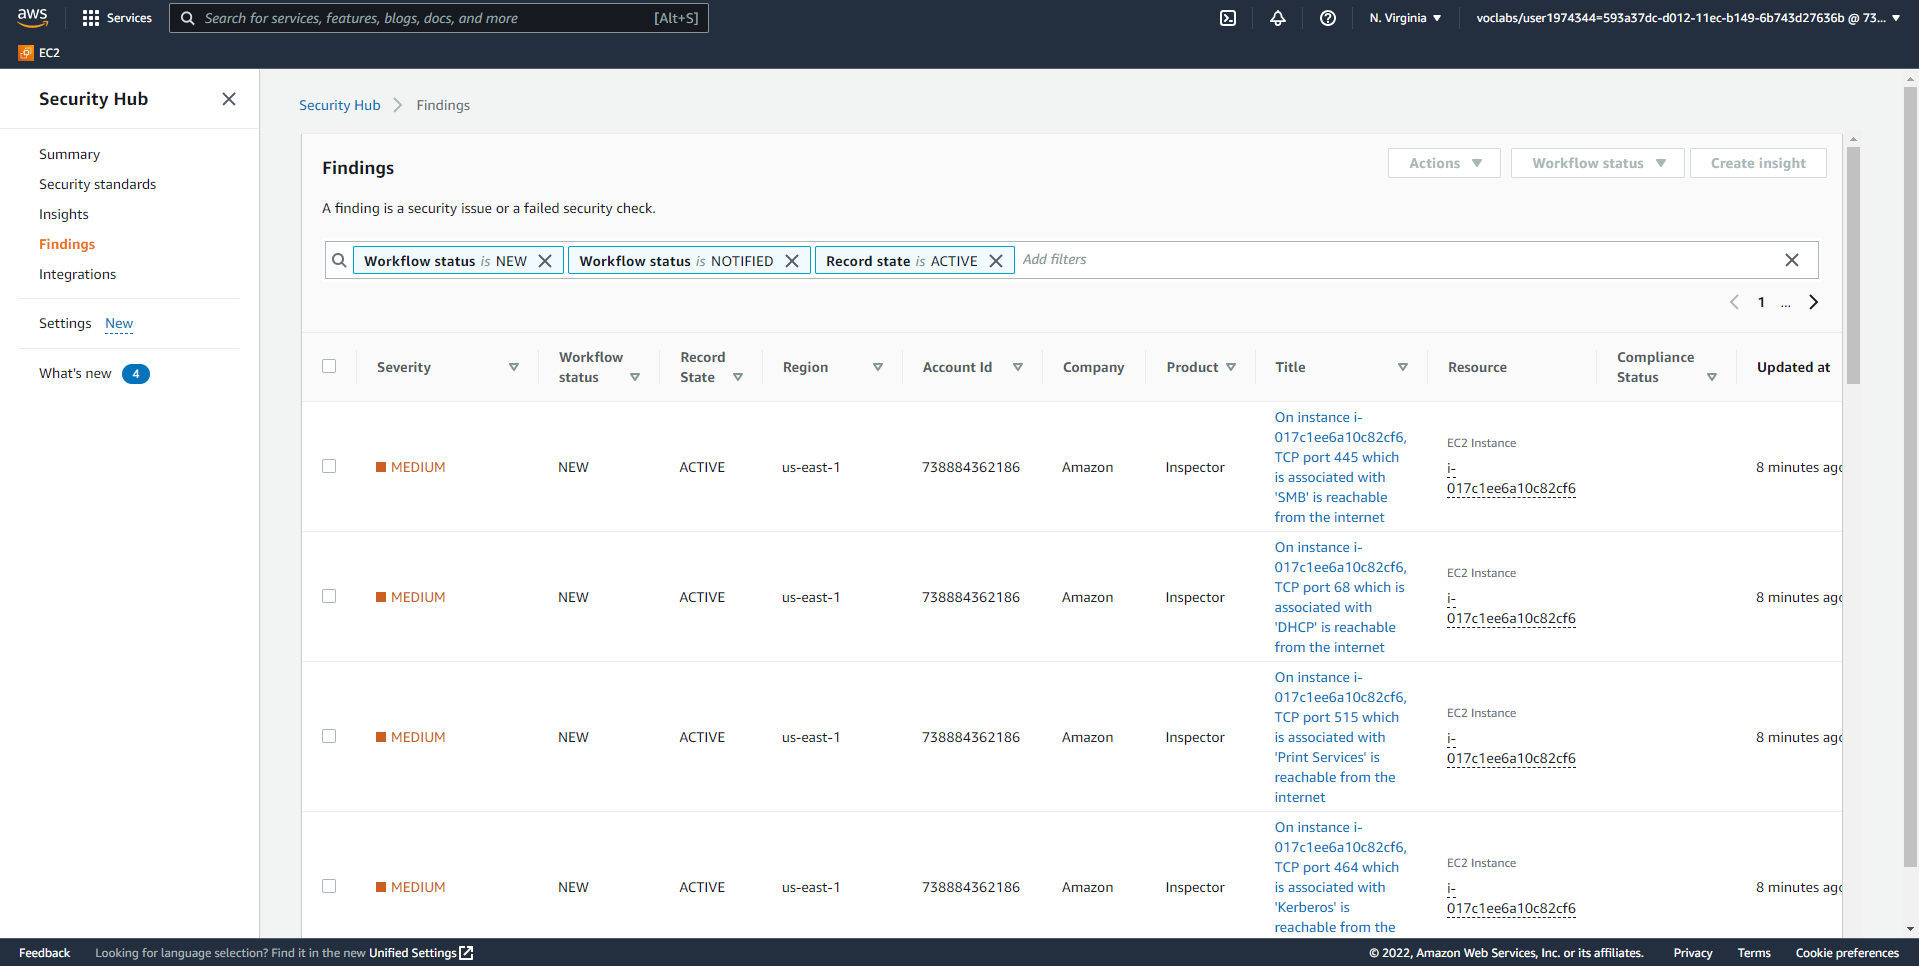 aws
Services
Search for services, features, blogs, docs, and more [Alt+S]
N. Virginia
voclabs/user1974344=593a37dc-d012-11ec-b149-6b743d27636b @ 73...
EC2
Security Hub
Summary
Security standards
Insights
Findings
Integrations
Settings New
What's new 4
Security Hub Findings
Findings
Actions
Workflow status
Create insight
A finding is a security issue or a failed security check.
Workflow status is NEW
Workflow status is NOTIFIED
Record state is ACTIVE
Add filters
1 ...
Severity
Workflow
status
Record
State
Region
Account Id
Company
Product
Title
Resource
Compliance
Status
Updated at
MEDIUM
NEW
ACTIVE
us-east-1
738884362186
Amazon
Inspector
On instance i-
017c1ee6a10c82cf6,
TCP port 445 which
is associated with
'SMB' is reachable
from the internet
EC2 Instance
i-
017c1ee6a10c82cf6
8 minutes ago
MEDIUM
NEW
ACTIVE
us-east-1
738884362186
Amazon
Inspector
On instance i-
017c1ee6a10c82cf6,
TCP port 68 which is
associated with
'DHCP' is reachable
from the internet
EC2 Instance
i-
017c1ee6a10c82cf6
8 minutes ago
MEDIUM
NEW
ACTIVE
us-east-1
738884362186
Amazon
Inspector
On instance i-
017c1ee6a10c82cf6,
TCP port 515 which
is associated with
'Print Services' is
reachable from the
internet
EC2 Instance
i-
017c1ee6a10c82cf6
8 minutes ago
MEDIUM
NEW
ACTIVE
us-east-1
738884362186
Amazon
Inspector
On instance i-
017c1ee6a10c82cf6,
TCP port 464 which
is associated with
'Kerberos' is
reachable from the
EC2 Instance
i-
017c1ee6a10c82cf6
8 minutes ago
Feedback
Looking for language selection? Find it in the new Unified Settings
© 2022, Amazon Web Services, Inc. or its affiliates.
Privacy
Terms
Cookie preferences